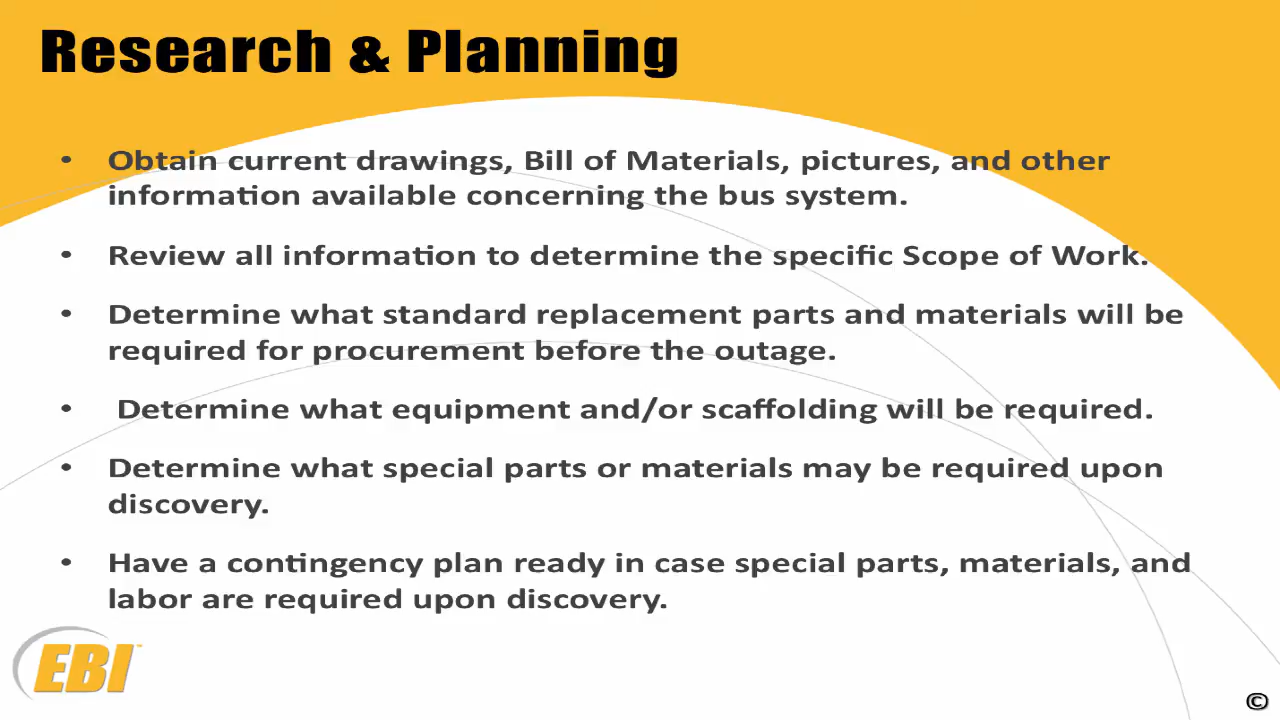 Research & Planning
• Obtain current drawings, Bill of Materials, pictures, and other
information available concerning the bus system.
• Review all information to determine the specific Scope of Work.
• Determine what standard replacement parts and materials will be
required for procurement before the outage.
• Determine what equipment and/or scaffolding will be required.
• Determine what special parts or materials may be required upon
discovery.
• Have a contingency plan ready in case special parts, materials, and
labor are required upon discovery.
EBI™
©